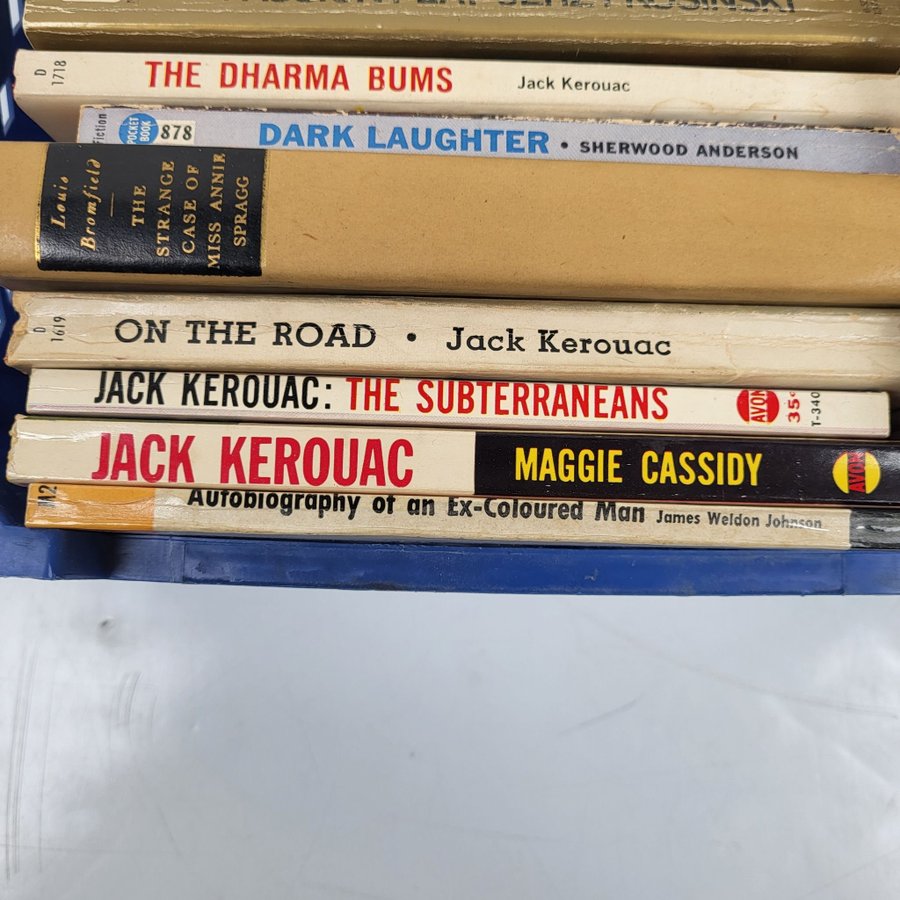 JERZY KOSINSKI
D 1718 THE DHARMA BUMS Jack Kerouac
Fiction POCKET BOOK 878 DARK LAUGHTER • SHERWOOD ANDERSON
Louis
Bromfield
—
THE
STRANGE
CASE OF
MISS ANNIE
SPRAGG
D 1619 ON THE ROAD • Jack Kerouac
JACK KEROUAC: THE SUBTERRANEANS AVON 35¢ T-340
JACK KEROUAC MAGGIE CASSIDY AVON
Autobiography of an Ex-Coloured Man James Weldon Johnson